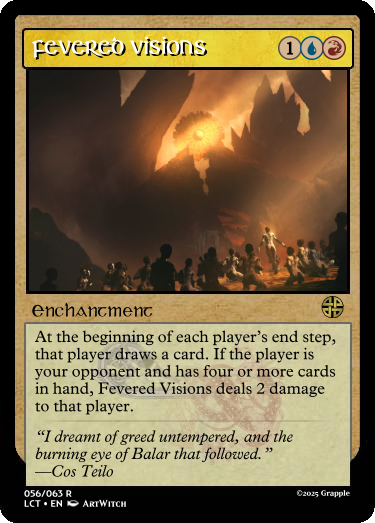 Fevered Visions 1
Enchantment
At the beginning of each player's end step,
that player draws a card. If the player is
your opponent and has four or more cards
in hand, Fevered Visions deals 2 damage
to that player.
“I dreamt of greed untempered, and the
burning eye of Balar that followed.”
—Cos Teilo
056/063 R
LCT • EN ArtWitch
©2025 Grapple